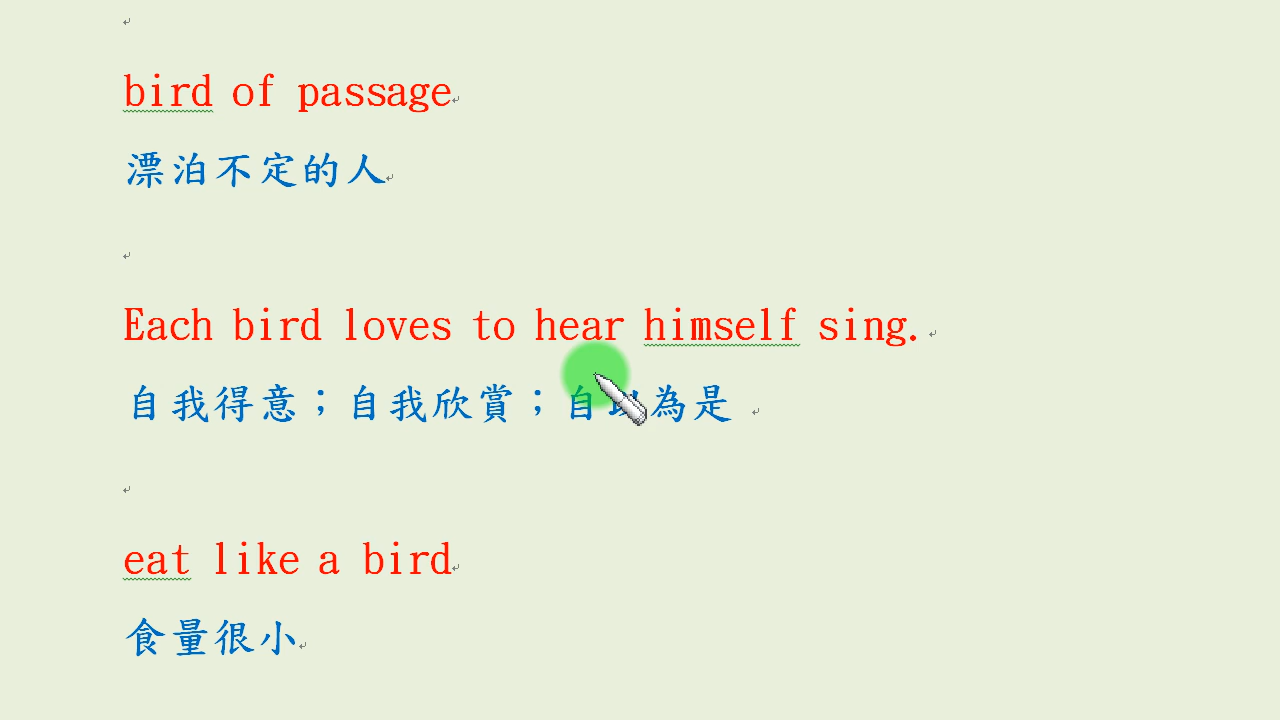 bird of passage
漂泊不定的人
Each bird loves to hear himself sing.
自我得意；自我欣賞；自以為是
eat like a bird
食量很小